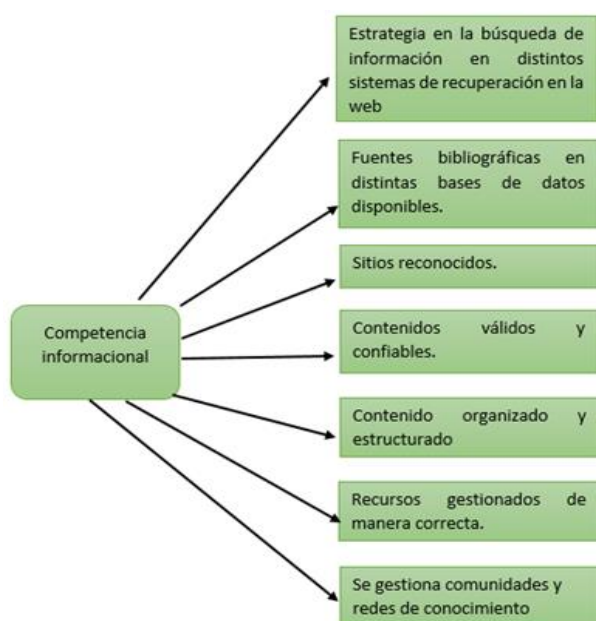 Estrategia en la búsqueda de
información en distintos
sistemas de recuperación en la
web
Fuentes bibliográficas en
distintas bases de datos
disponibles.
Sitios reconocidos.
Competencia
informacional
Contenidos válidos y
confiables.
Contenido organizado y
estructurado
Recursos gestionados de
manera correcta.
Se gestiona comunidades y
redes de conocimiento